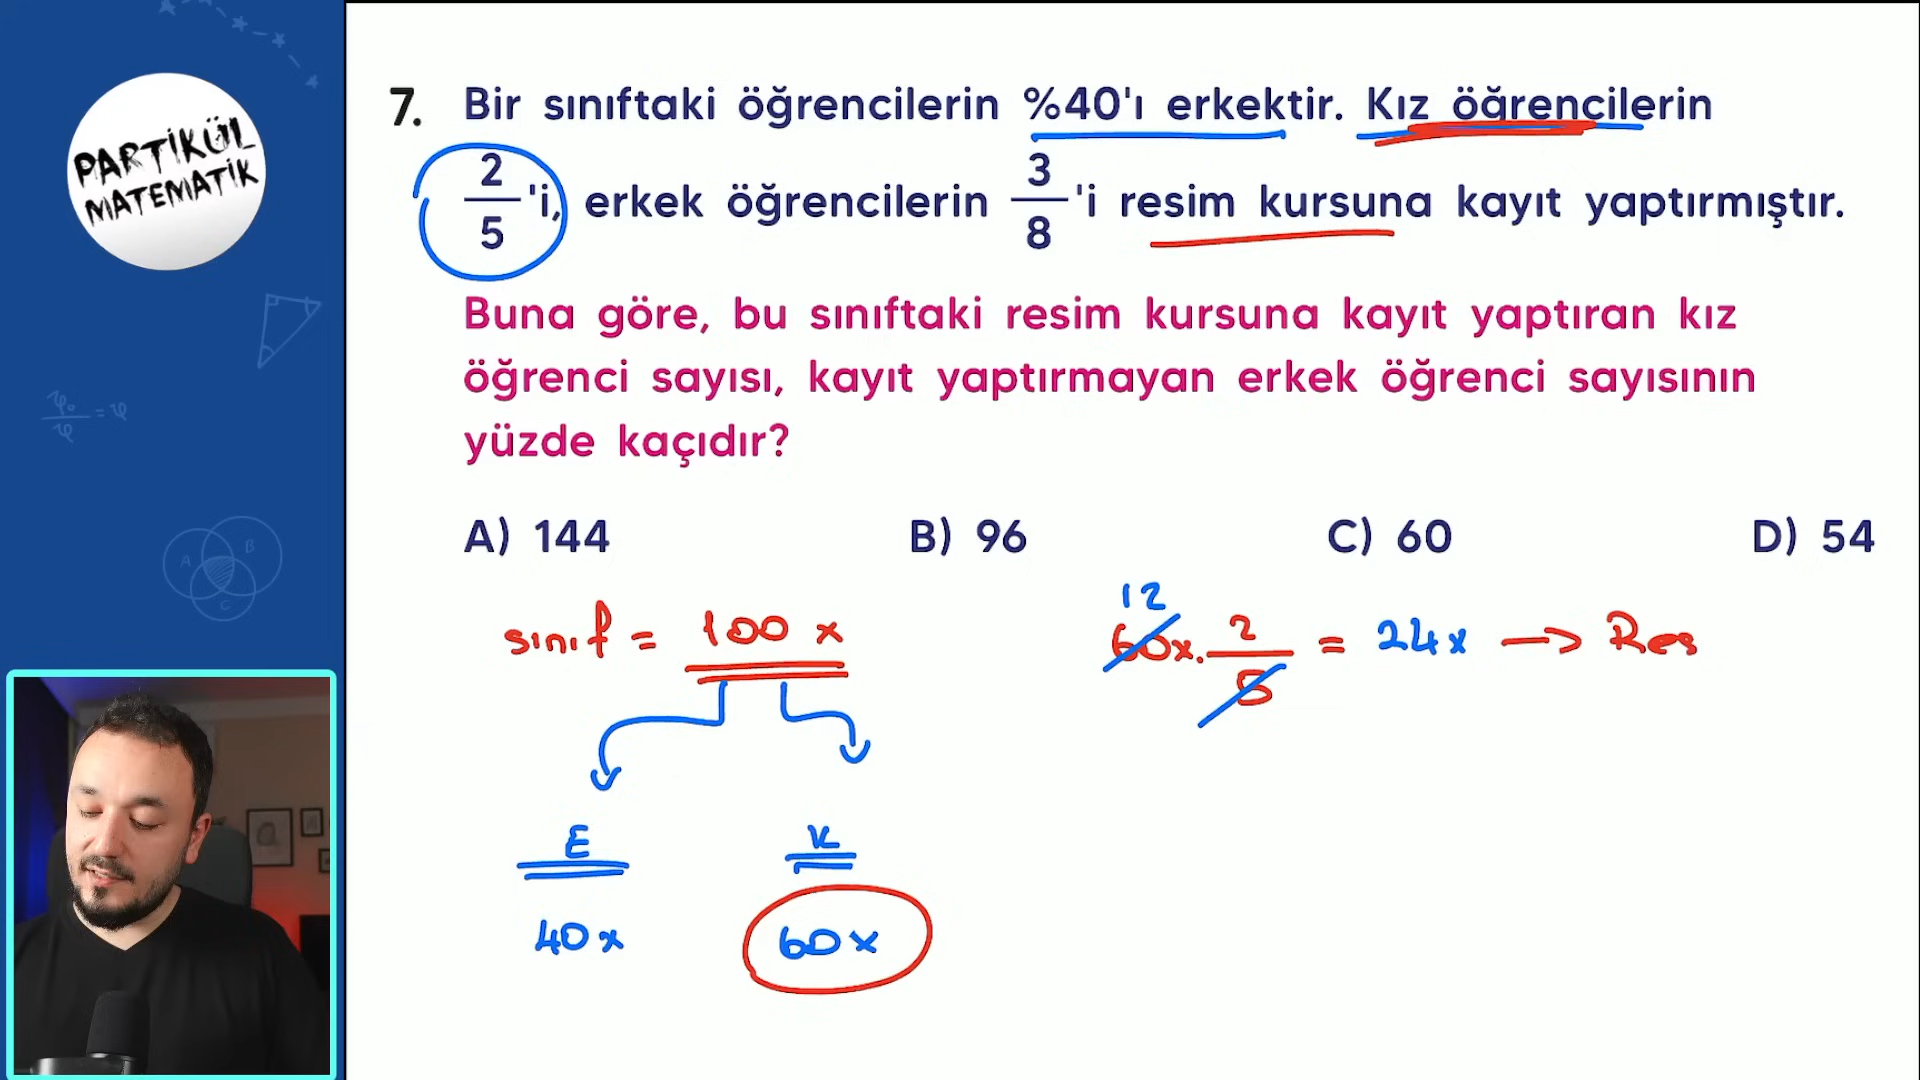 PARTİKÜL
MATEMATİK
7. Bir sınıftaki öğrencilerin %40'ı erkektir. Kız öğrencilerin
2/5 'i, erkek öğrencilerin 3/8 'i resim kursuna kayıt yaptırmıştır.
Buna göre, bu sınıftaki resim kursuna kayıt yaptıran kız
öğrenci sayısı, kayıt yaptırmayan erkek öğrenci sayısının
yüzde kaçıdır?
A) 144 B) 96 C) 60 D) 54
sınıf = 100 x
12
60x . 2/5 = 24x → Res
E K
40x 60x
A B
C